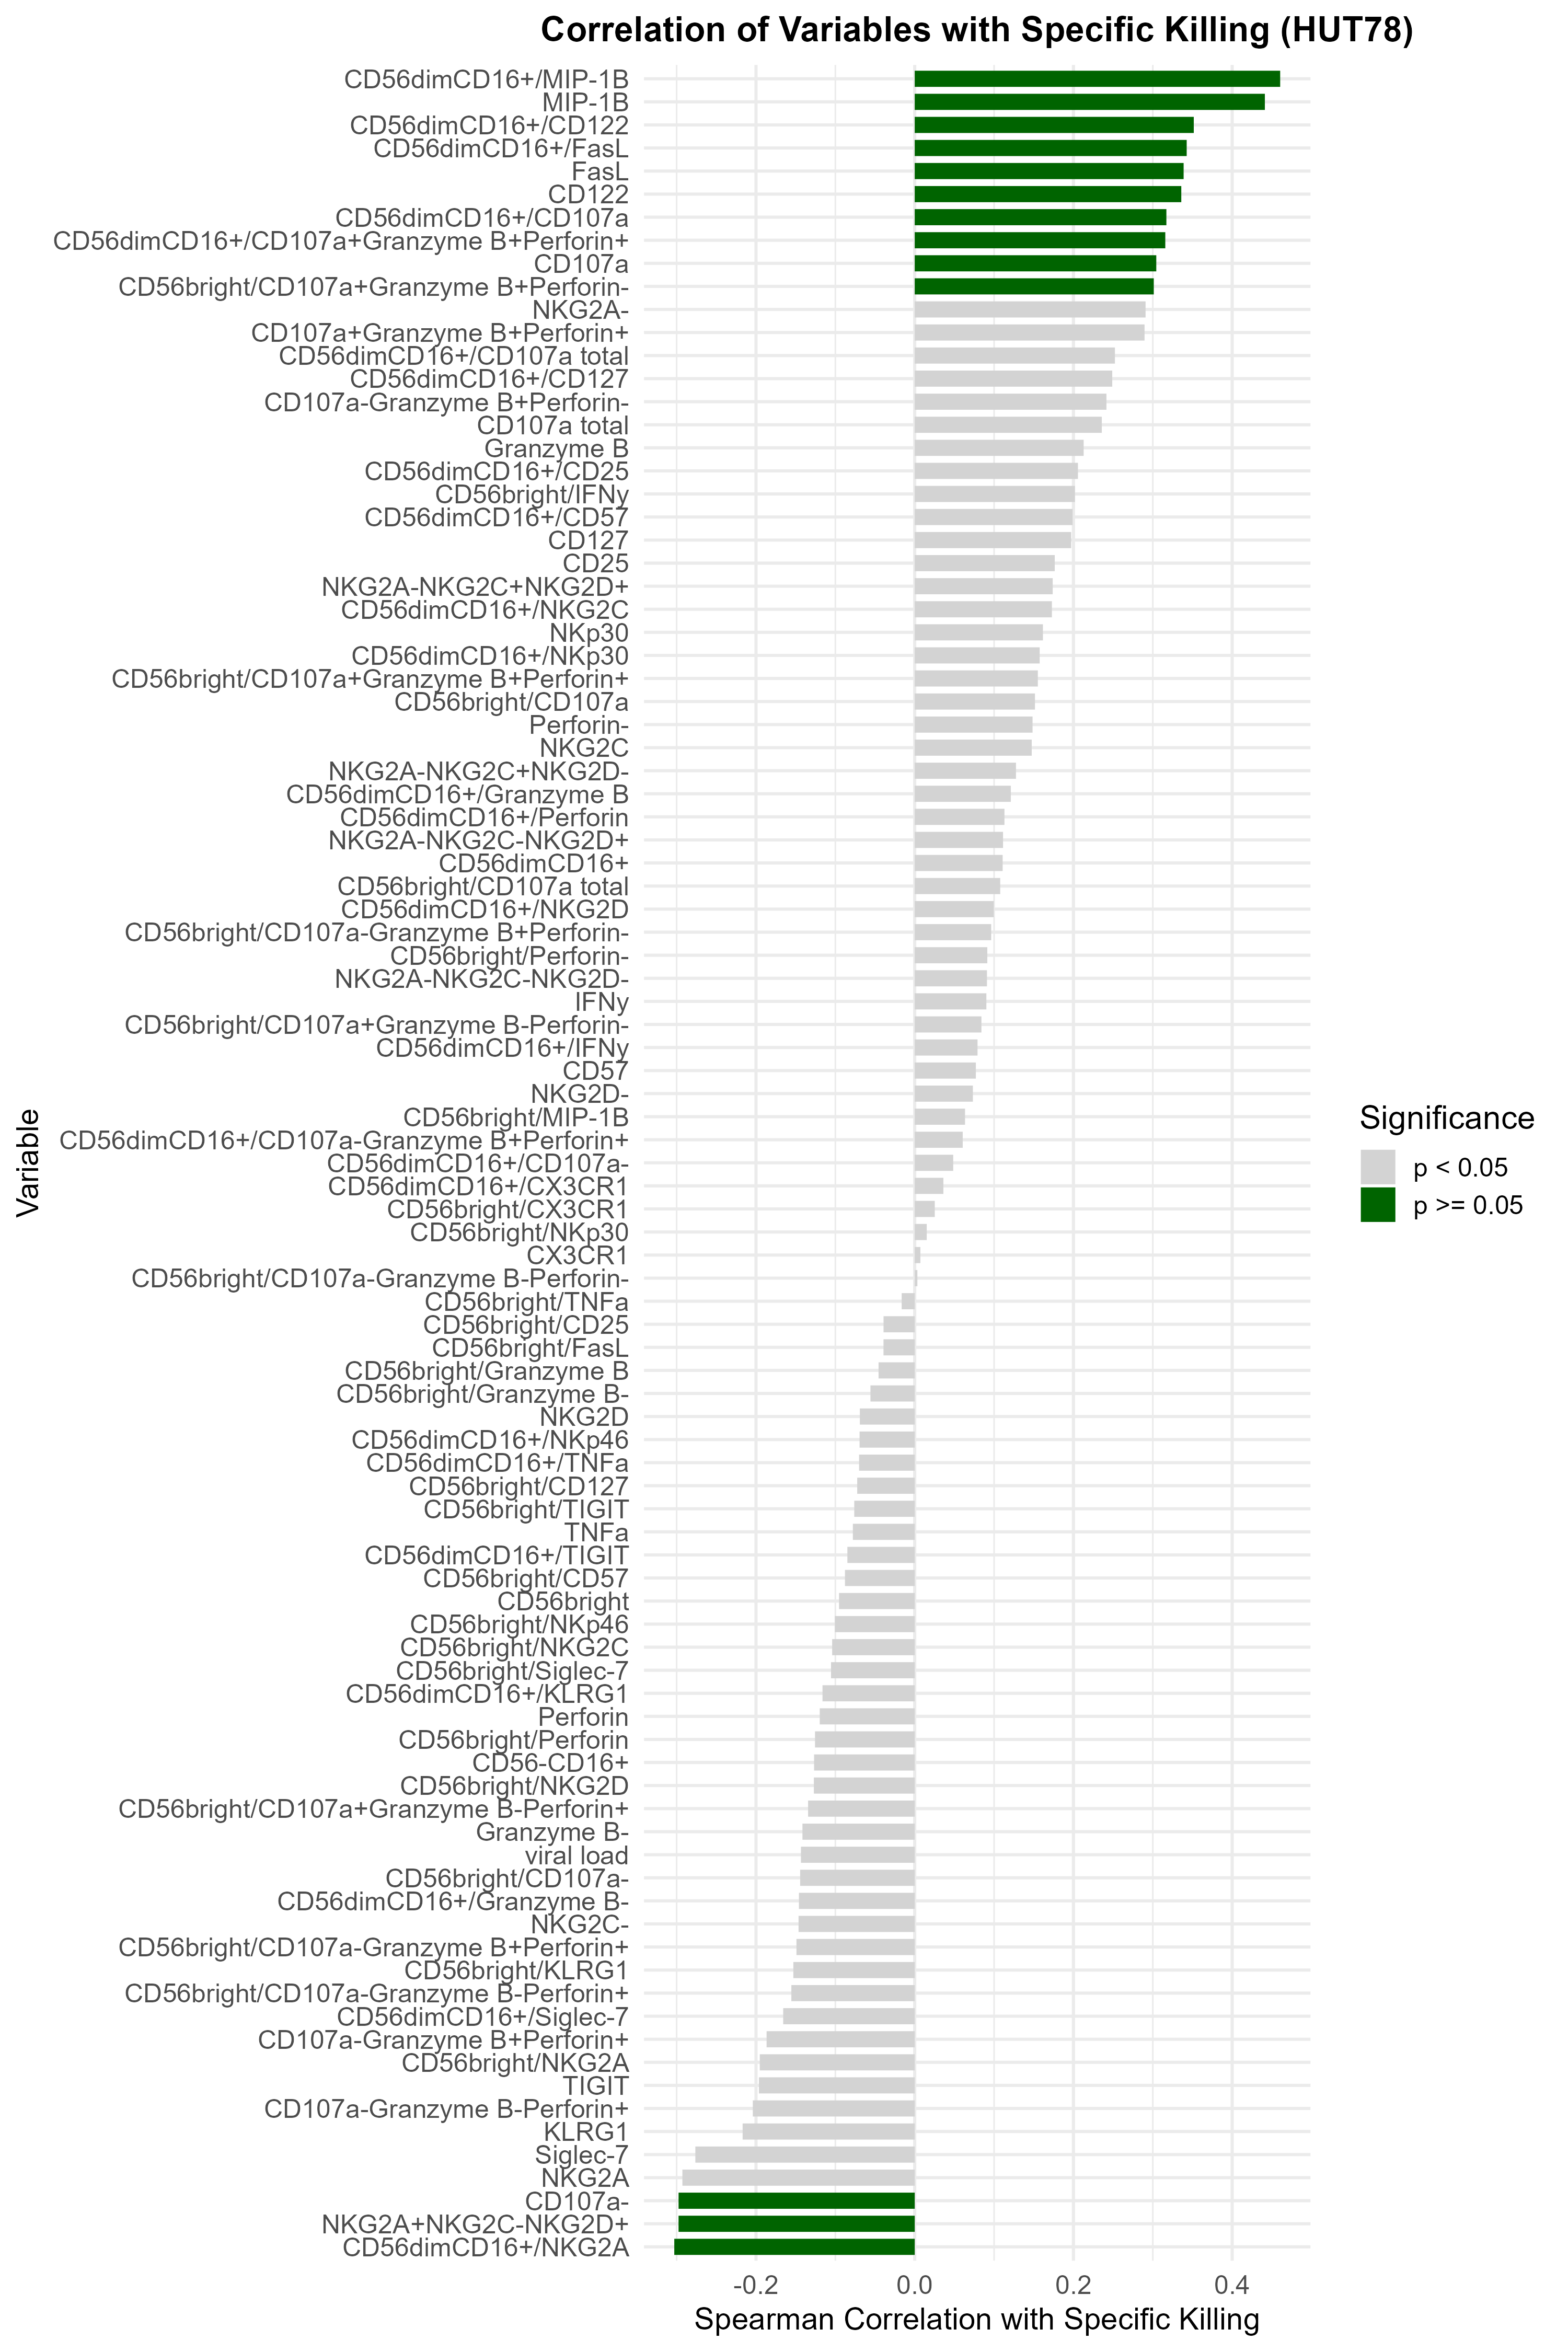 Correlation of Variables with Specific Killing (HUT78)
CD56dimCD16+/MIP-1B
MIP-1B
CD56dimCD16+/CD122
CD56dimCD16+/FasL
FasL
CD122
CD56dimCD16+/CD107a
CD56dimCD16+/CD107a+Granzyme B+Perforin+
CD107a
CD56bright/CD107a+Granzyme B+Perforin-
NKG2A-
CD107a+Granzyme B+Perforin+
CD56dimCD16+/CD107a total
CD56dimCD16+/CD127
CD107a-Granzyme B+Perforin-
CD107a total
Granzyme B
CD56dimCD16+/CD25
CD56bright/IFNy
CD56dimCD16+/CD57
CD127
CD25
NKG2A-NKG2C+NKG2D+
CD56dimCD16+/NKG2C
NKp30
CD56dimCD16+/NKp30
CD56bright/CD107a+Granzyme B+Perforin+
CD56bright/CD107a
Perforin-
NKG2C
NKG2A-NKG2C+NKG2D-
CD56dimCD16+/Granzyme B
CD56dimCD16+/Perforin
NKG2A-NKG2C-NKG2D+
CD56dimCD16+
CD56bright/CD107a total
CD56dimCD16+/NKG2D
CD56bright/CD107a-Granzyme B+Perforin-
CD56bright/Perforin-
NKG2A-NKG2C-NKG2D-
IFNy
CD56bright/CD107a+Granzyme B-Perforin-
CD56dimCD16+/IFNy
CD57
NKG2D-
CD56bright/MIP-1B
CD56dimCD16+/CD107a-Granzyme B+Perforin+
CD56dimCD16+/CD107a-
CD56dimCD16+/CX3CR1
CD56bright/CX3CR1
CD56bright/NKp30
CX3CR1
CD56bright/CD107a-Granzyme B-Perforin-
CD56bright/TNFa
CD56bright/CD25
CD56bright/FasL
CD56bright/Granzyme B
CD56bright/Granzyme B-
NKG2D
CD56dimCD16+/NKp46
CD56dimCD16+/TNFa
CD56bright/CD127
CD56bright/TIGIT
TNFa
CD56dimCD16+/TIGIT
CD56bright/CD57
CD56bright
CD56bright/NKp46
CD56bright/NKG2C
CD56bright/Siglec-7
CD56dimCD16+/KLRG1
Perforin
CD56bright/Perforin
CD56-CD16+
CD56bright/NKG2D
CD56bright/CD107a+Granzyme B-Perforin+
Granzyme B-
viral load
CD56bright/CD107a-
CD56dimCD16+/Granzyme B-
NKG2C-
CD56bright/CD107a-Granzyme B+Perforin+
CD56bright/KLRG1
CD56bright/CD107a-Granzyme B-Perforin+
CD56dimCD16+/Siglec-7
CD107a-Granzyme B+Perforin+
CD56bright/NKG2A
TIGIT
CD107a-Granzyme B-Perforin+
KLRG1
Siglec-7
NKG2A
CD107a-
NKG2A+NKG2C-NKG2D+
CD56dimCD16+/NKG2A
-0.2 0.0 0.2 0.4
Spearman Correlation with Specific Killing
Variable
Significance
p < 0.05
p >= 0.05